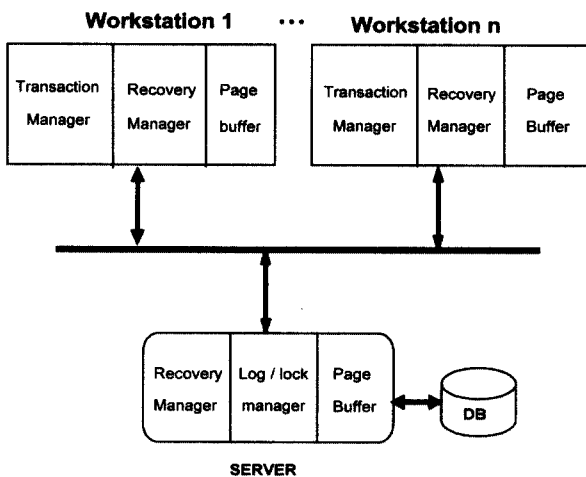 Workstation 1 ... Workstation n
Transaction
Manager
Recovery
Manager
Page
buffer
Transaction
Manager
Recovery
Manager
Page
Buffer
Recovery
Manager
Log / lock
manager
Page
Buffer
DB
SERVER